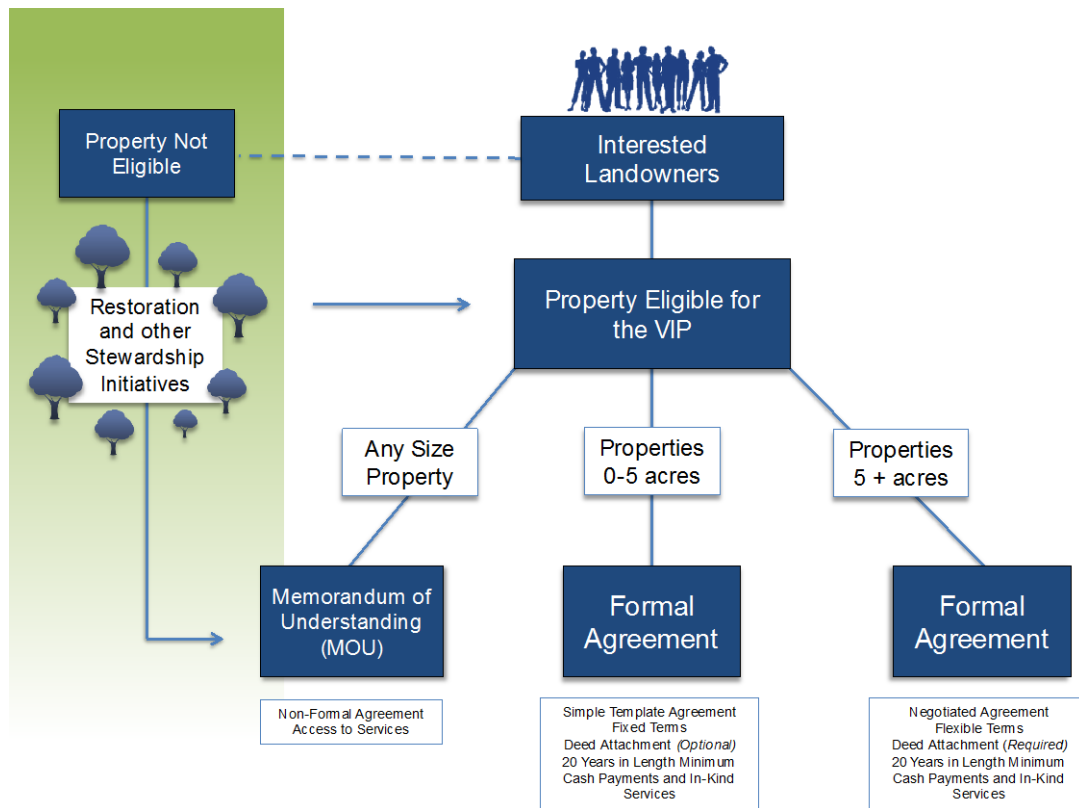 Property Not
Eligible
Interested
Landowners
Restoration
and other
Stewardship
Initiatives
Property Eligible for
the VIP
Any Size
Property
Properties
0-5 acres
Properties
5 + acres
Memorandum of
Understanding
(MOU)
Formal
Agreement
Formal
Agreement
Non-Formal Agreement
Access to Services
Simple Template Agreement
Fixed Terms
Deed Attachment (Optional)
20 Years in Length Minimum
Cash Payments and In-Kind
Services
Negotiated Agreement
Flexible Terms
Deed Attachment (Required)
20 Years in Length Minimum
Cash Payments and In-Kind
Services